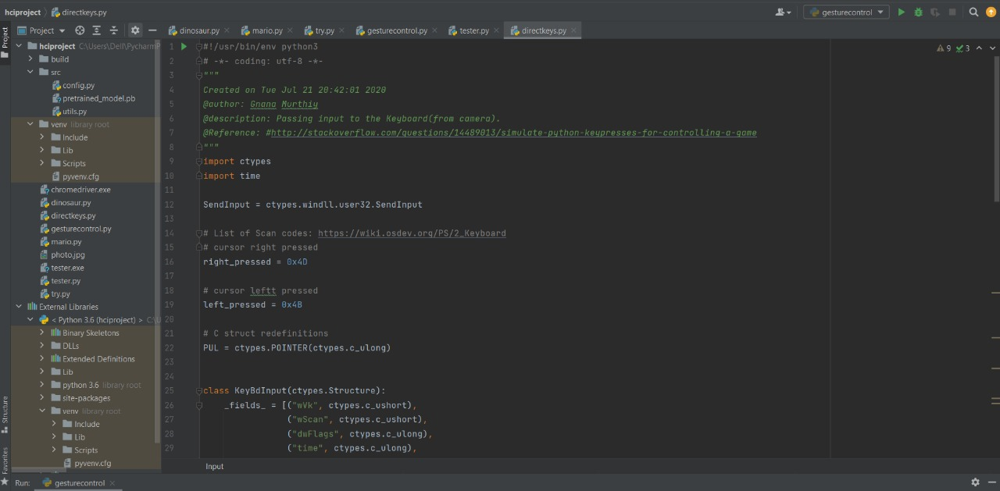 hciproject directkeys.py gesturecontrol
Project dinosaur.py mario.py try.py gesturecontrol.py tester.py directkeys.py
Project
hciproject C:\Users\Dell\PycharmP
build
src
config.py
pretrained_model.pb
utils.py
venv library root
Include
Lib
Scripts
pyvenv.cfg
chromedriver.exe
dinosaur.py
directkeys.py
gesturecontrol.py
mario.py
photo.jpg
tester.exe
tester.py
try.py
External Libraries
< Python 3.6 (hciproject) > C:\U
Binary Skeletons
DLLs
Extended Definitions
Lib
python 3.6 library root
site-packages
venv library root
Include
Lib
Scripts
pyvenv.cfg
Structure
Favorites
9 3
1 #!/usr/bin/env python3
2 # -*- coding: utf-8 -*-
3 """
4 Created on Tue Jul 21 20:42:01 2020
5 @author: Gnana Murthiy
6 @description: Passing input to the Keyboard(from camera).
7 @Reference: #http://stackoverflow.com/questions/14489013/simulate-python-keypresses-for-controlling-a-game
8 """
9 import ctypes
10 import time
11
12 SendInput = ctypes.windll.user32.SendInput
13
14 # List of Scan codes: https://wiki.osdev.org/PS/2_Keyboard
15 # cursor right pressed
16 right_pressed = 0x4D
17
18 # cursor leftt pressed
19 left_pressed = 0x4B
20
21 # C struct redefinitions
22 PUL = ctypes.POINTER(ctypes.c_ulong)
23
24
25 class KeyBdInput(ctypes.Structure):
26 _fields_ = [("wVk", ctypes.c_ushort),
27 ("wScan", ctypes.c_ushort),
28 ("dwFlags", ctypes.c_ulong),
29 ("time", ctypes.c_ulong),
Input
Run: gesturecontrol